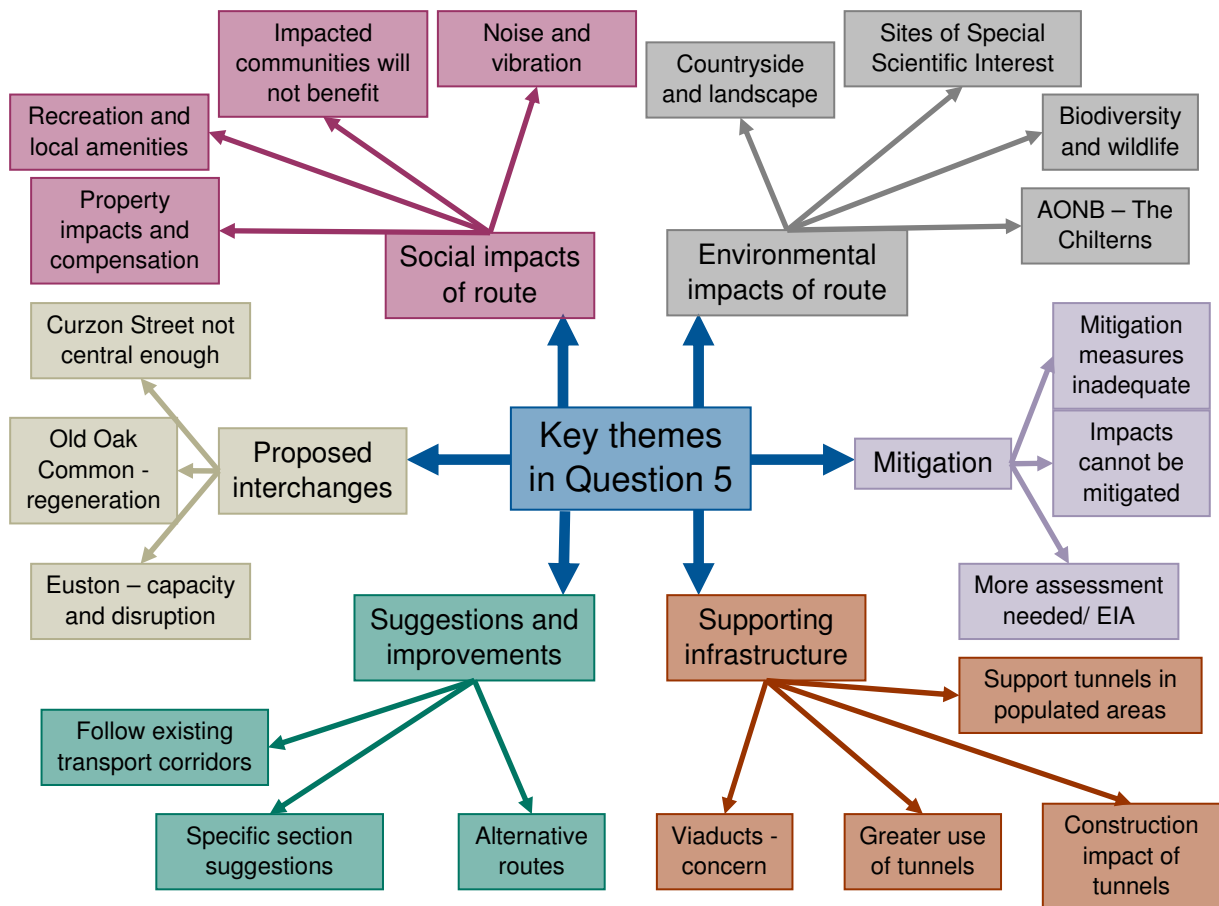 Impacted
communities will
not benefit
Noise and
vibration
Recreation and
local amenities
Property
impacts and
compensation
Social impacts
of route
Countryside
and landscape
Sites of Special
Scientific Interest
Biodiversity
and wildlife
AONB – The
Chilterns
Environmental
impacts of route
Curzon Street not
central enough
Old Oak
Common -
regeneration
Euston – capacity
and disruption
Proposed
interchanges
Key themes
in Question 5
Mitigation
Mitigation
measures
inadequate
Impacts
cannot be
mitigated
More assessment
needed/ EIA
Suggestions and
improvements
Follow existing
transport corridors
Specific section
suggestions
Alternative
routes
Supporting
infrastructure
Support tunnels in
populated areas
Viaducts -
concern
Greater use
of tunnels
Construction
impact of
tunnels